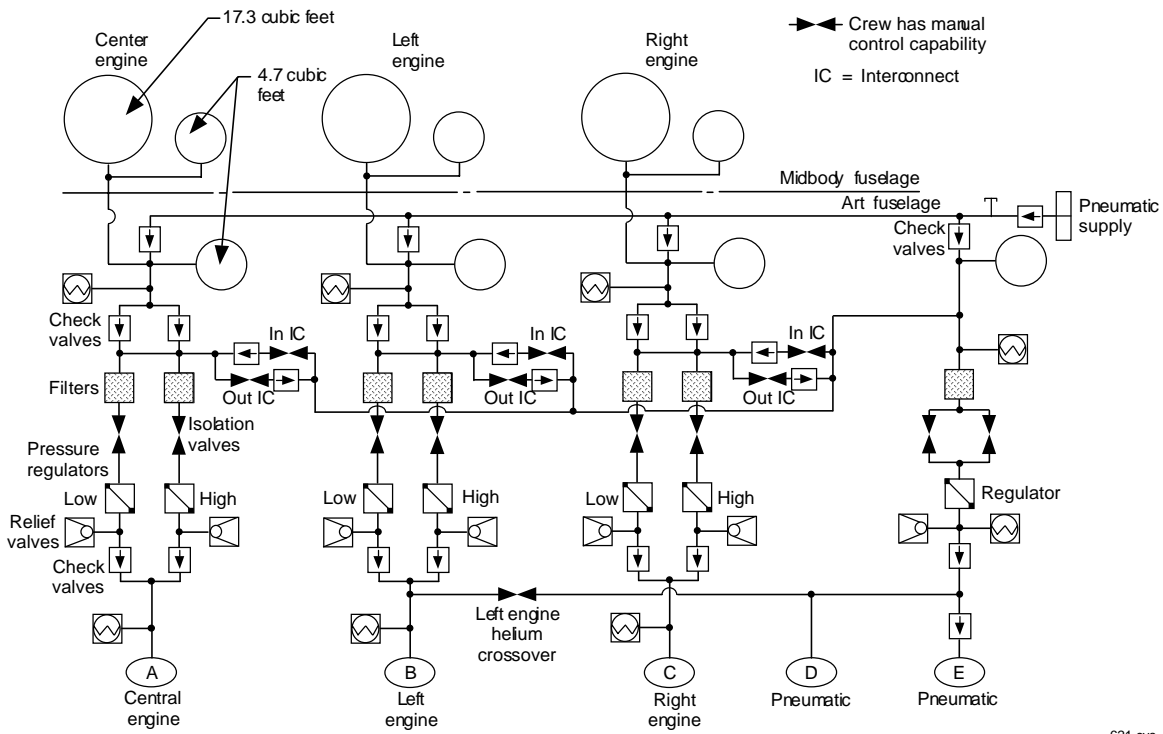 17.3 cubic feet
Center
engine
4.7 cubic
feet
Left
engine
Right
engine
Crew has manual
control capability
IC = Interconnect
Midbody fuselage
Art fuselage
Check
valves
Pneumatic
supply
Check
valves
In IC
In IC
In IC
Filters
Out IC
Out IC
Out IC
Isolation
valves
Pressure
regulators
Low
High
Low
High
Low
High
Regulator
Relief
valves
Check
valves
Left engine
helium
crossover
A
B
C
D
E
Central
engine
Left
engine
Right
engine
Pneumatic
Pneumatic